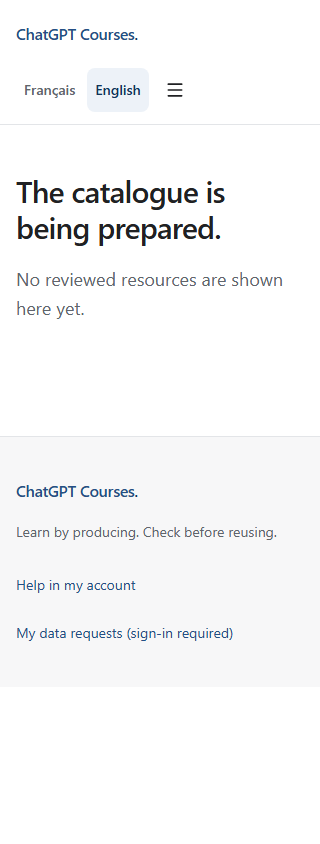 ChatGPT Courses.
Français English
The catalogue is
being prepared.
No reviewed resources are shown
here yet.
ChatGPT Courses.
Learn by producing. Check before reusing.
Help in my account
My data requests (sign-in required)